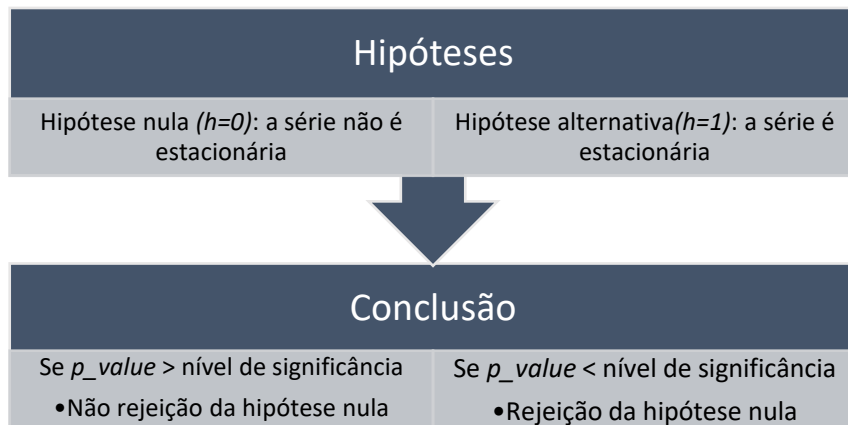 Hipóteses
Hipótese nula (h=0): a série não é
estacionária
Hipótese alternativa(h=1): a série é
estacionária
Conclusão
Se p_value > nível de significância
•Não rejeição da hipótese nula
Se p_value < nível de significância
•Rejeição da hipótese nula